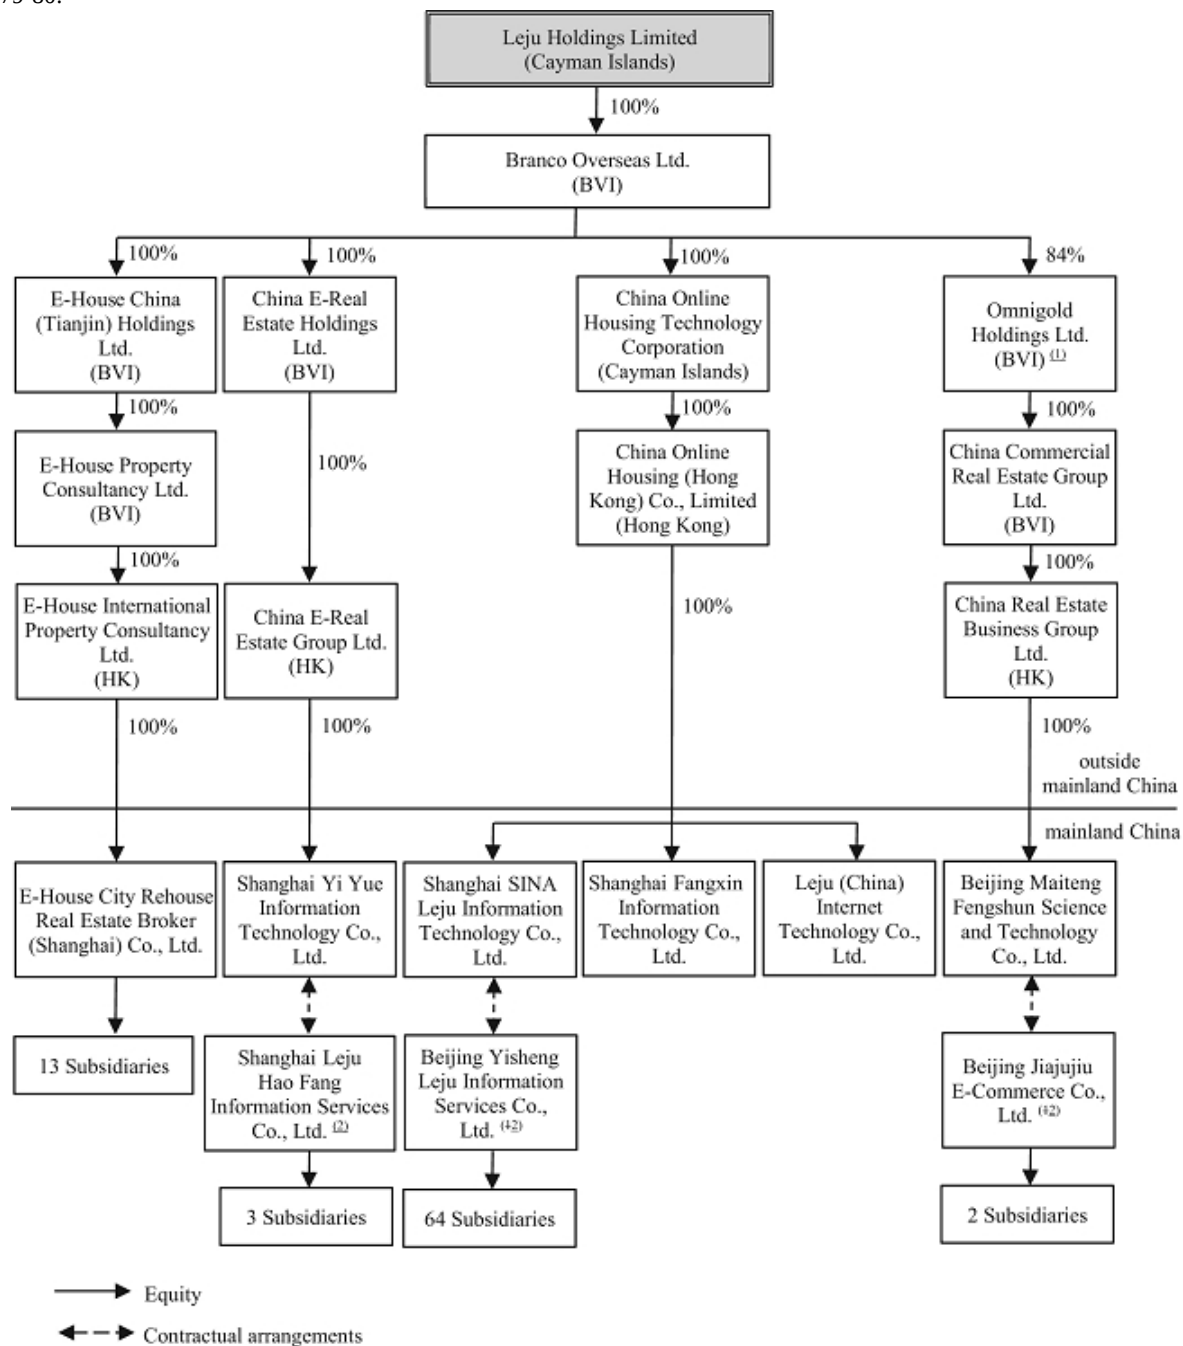 79-80.
Leju Holdings Limited
(Cayman Islands)
100%
Branco Overseas Ltd.
(BVI)
100%
100%
100%
84%
E-House China
(Tianjin) Holdings
Ltd.
(BVI)
China E-Real
Estate Holdings
Ltd.
(BVI)
China Online
Housing Technology
Corporation
(Cayman Islands)
Omnigold
Holdings Ltd.
(BVI) (1)
100%
100%
100%
E-House Property
Consultancy Ltd.
(BVI)
100%
China Online
Housing (Hong
Kong) Co., Limited
(Hong Kong)
China Commercial
Real Estate Group
Ltd.
(BVI)
100%
100%
E-House International
Property Consultancy
Ltd.
(HK)
China E-Real
Estate Group Ltd.
(HK)
100%
China Real Estate
Business Group
Ltd.
(HK)
100%
100%
100%
outside
mainland China
mainland China
E-House City Rehouse
Real Estate Broker
(Shanghai) Co., Ltd.
Shanghai Yi Yue
Information
Technology Co.,
Ltd.
Shanghai SINA
Leju Information
Technology Co.,
Ltd.
Shanghai Fangxin
Information
Technology Co.,
Ltd.
Leju (China)
Internet
Technology Co.,
Ltd.
Beijing Maiteng
Fengshun Science
and Technology
Co., Ltd.
13 Subsidiaries
Shanghai Leju
Hao Fang
Information Services
Co., Ltd. (2)
Beijing Yisheng
Leju Information
Services Co.,
Ltd. (12)
Beijing Jiajujiu
E-Commerce Co.,
Ltd. (12)
3 Subsidiaries
64 Subsidiaries
2 Subsidiaries
Equity
Contractual arrangements